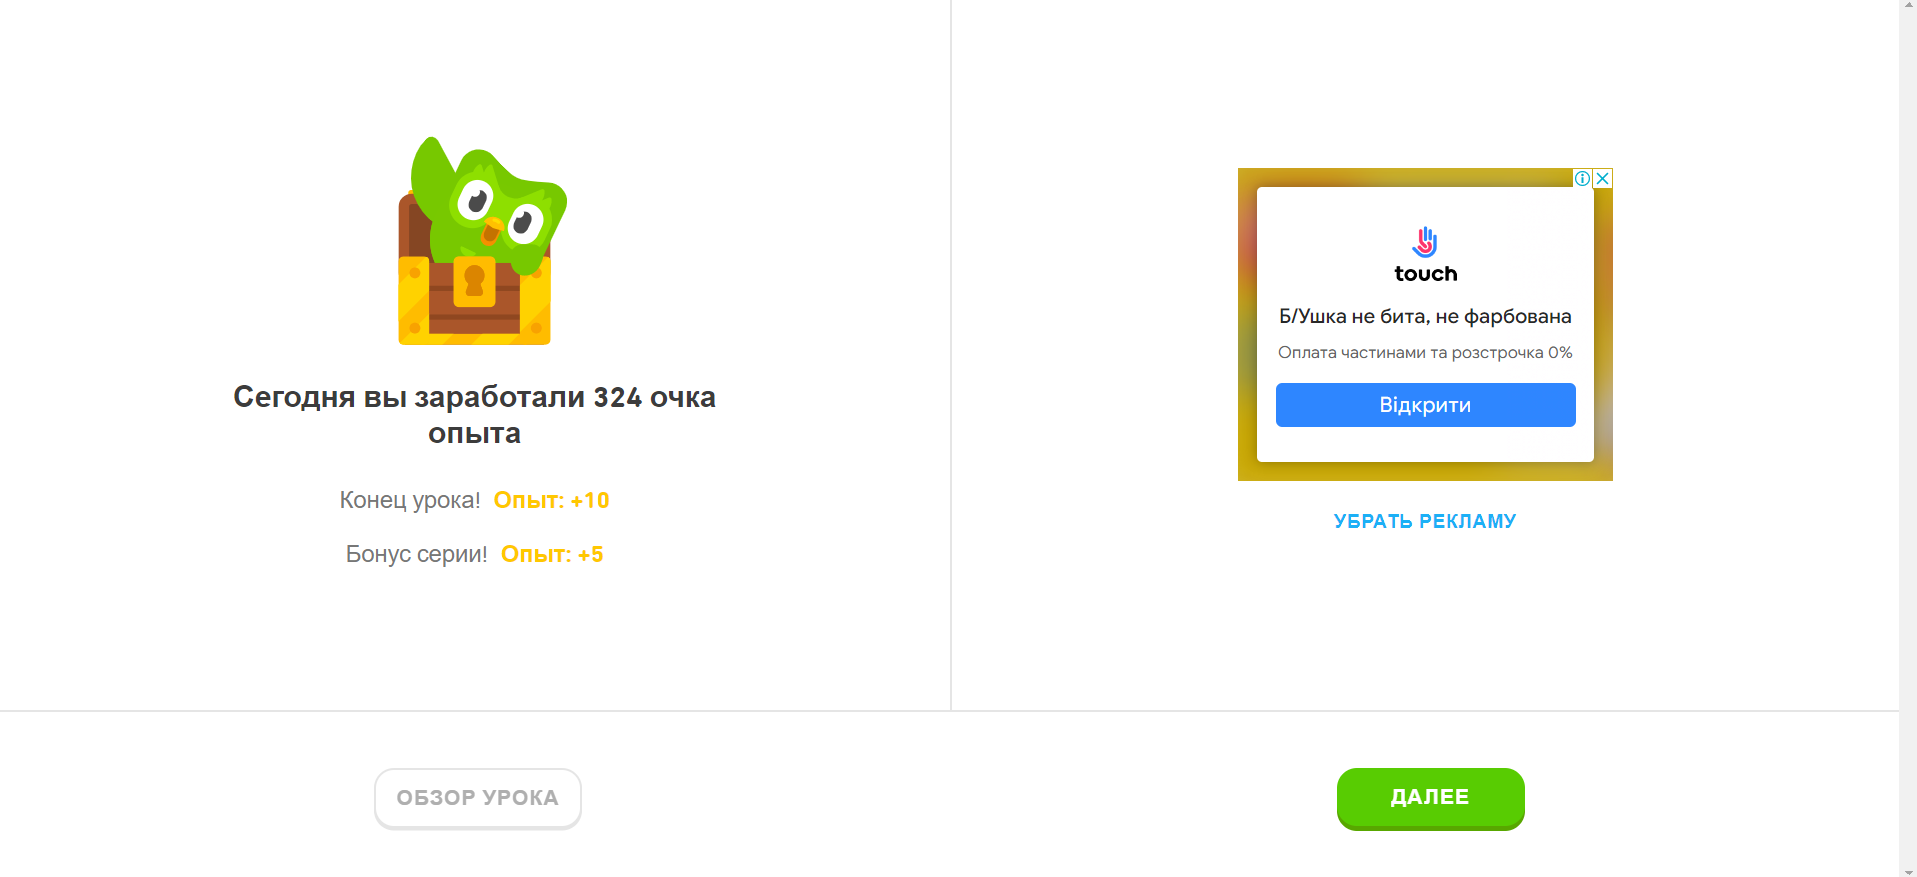 Сегодня вы заработали 324 очка
опыта
Конец урока! Опыт: +10
Бонус серии! Опыт: +5
touch
Б/Ушка не бита, не фарбована
Оплата частинами та розстрочка 0%
Відкрити
УБРАТЬ РЕКЛАМУ
ОБЗОР УРОКА
ДАЛЕЕ